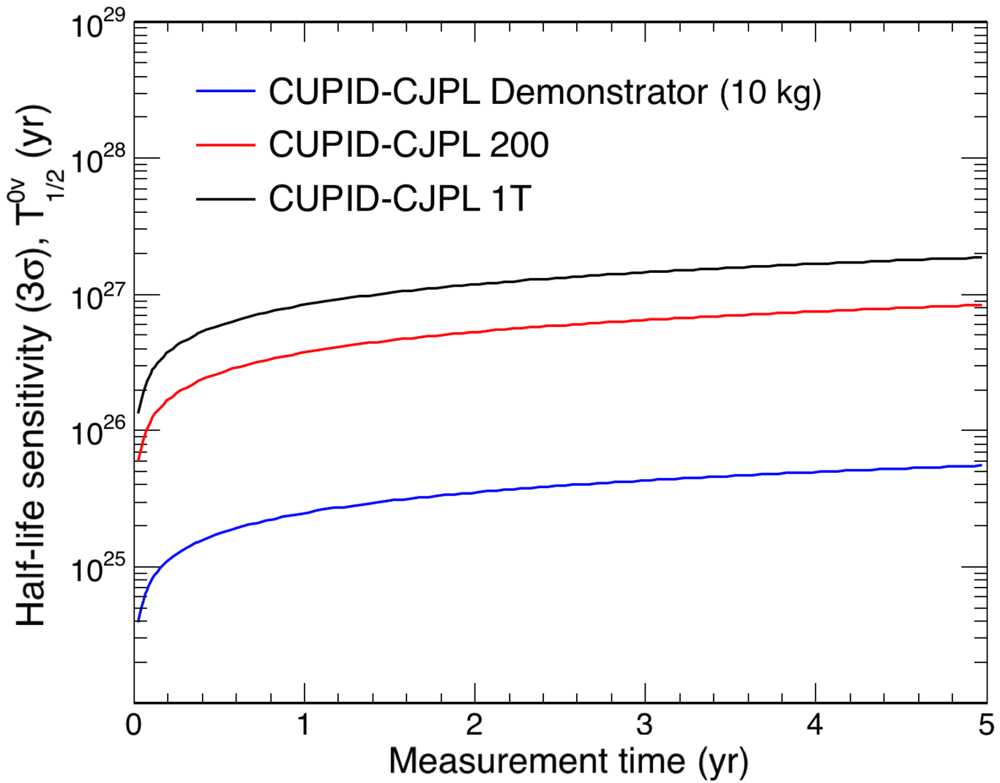 10^29
10^28
10^27
10^26
10^25
Half-life sensitivity (3σ), T^0ν_1/2 (yr)
CUPID-CJPL Demonstrator (10 kg)
CUPID-CJPL 200
CUPID-CJPL 1T
0 1 2 3 4 5
Measurement time (yr)